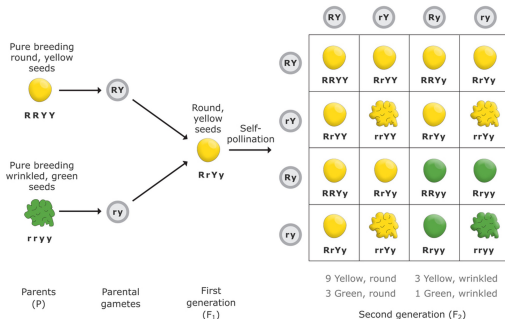 Pure breeding
round, yellow
seeds
RRYY
RY
Pure breeding
wrinkled, green
seeds
rryy
ry
Round,
yellow
seeds
RrYy
Self-
pollination
RY rY Ry ry
RY
RRYY RrYY RRYy RrYy
rY
RrYY rrYY RrYy rrYy
Ry
RRYy RrYy RRyy Rryy
ry
RrYy rrYy Rryy rryy
9 Yellow, round 3 Yellow, wrinkled
3 Green, round 1 Green, wrinkled
Parents
(P)
Parental
gametes
First
generation
(F₁)
Second generation (F₂)